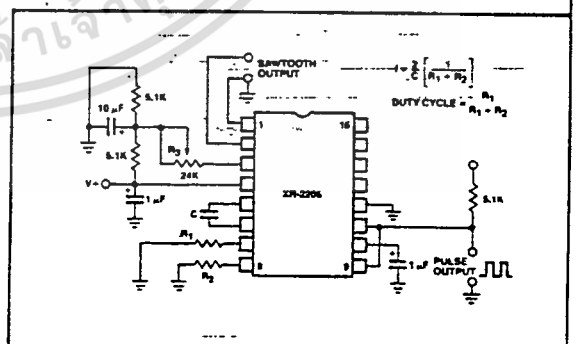 SAWTOOTH
OUTPUT
f = 2/C [ 1 / R1 + R2 ]
DUTY CYCLE = R1 / R1 + R2
5.1K
10 µF
+
R3
5.1K
24K
V+
+
1 µF
C
R1
R2
1
16
XR-2206
8
9
5.1K
+
1 µF
PULSE
OUTPUT